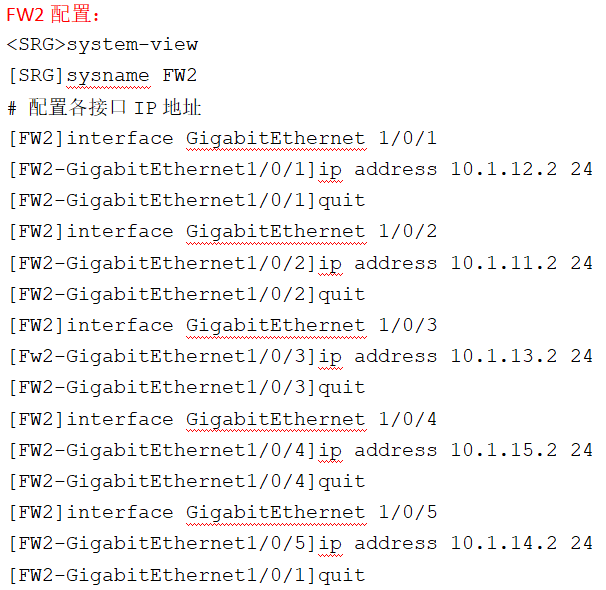 FW2 配置：
<SRG>system-view
[SRG]sysname FW2
# 配置各接口 IP 地址
[FW2]interface GigabitEthernet 1/0/1
[FW2-GigabitEthernet1/0/1]ip address 10.1.12.2 24
[FW2-GigabitEthernet1/0/1]quit
[FW2]interface GigabitEthernet 1/0/2
[FW2-GigabitEthernet1/0/2]ip address 10.1.11.2 24
[FW2-GigabitEthernet1/0/2]quit
[FW2]interface GigabitEthernet 1/0/3
[Fw2-GigabitEthernet1/0/3]ip address 10.1.13.2 24
[FW2-GigabitEthernet1/0/3]quit
[FW2]interface GigabitEthernet 1/0/4
[FW2-GigabitEthernet1/0/4]ip address 10.1.15.2 24
[FW2-GigabitEthernet1/0/4]quit
[FW2]interface GigabitEthernet 1/0/5
[FW2-GigabitEthernet1/0/5]ip address 10.1.14.2 24
[FW2-GigabitEthernet1/0/1]quit